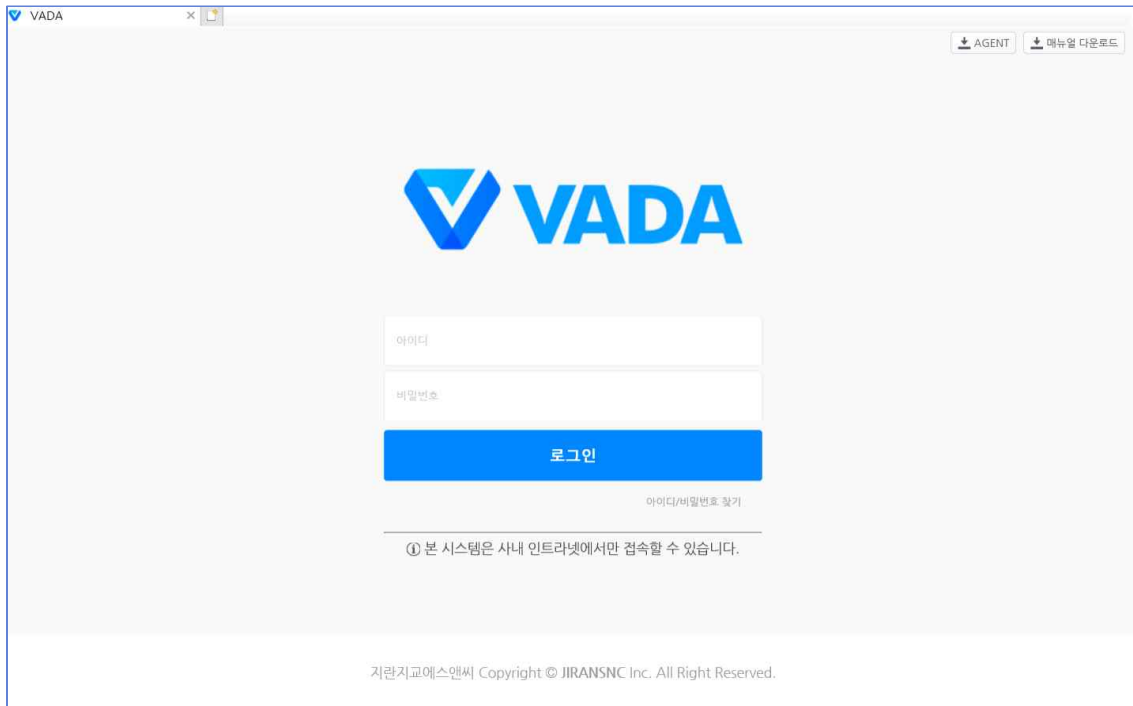 VADA
AGENT 매뉴얼 다운로드
VADA
아이디
비밀번호
로그인
아이디/비밀번호 찾기
본 시스템은 사내 인트라넷에서만 접속할 수 있습니다.
지란지교에스앤씨 Copyright © JIRANSNC Inc. All Right Reserved.